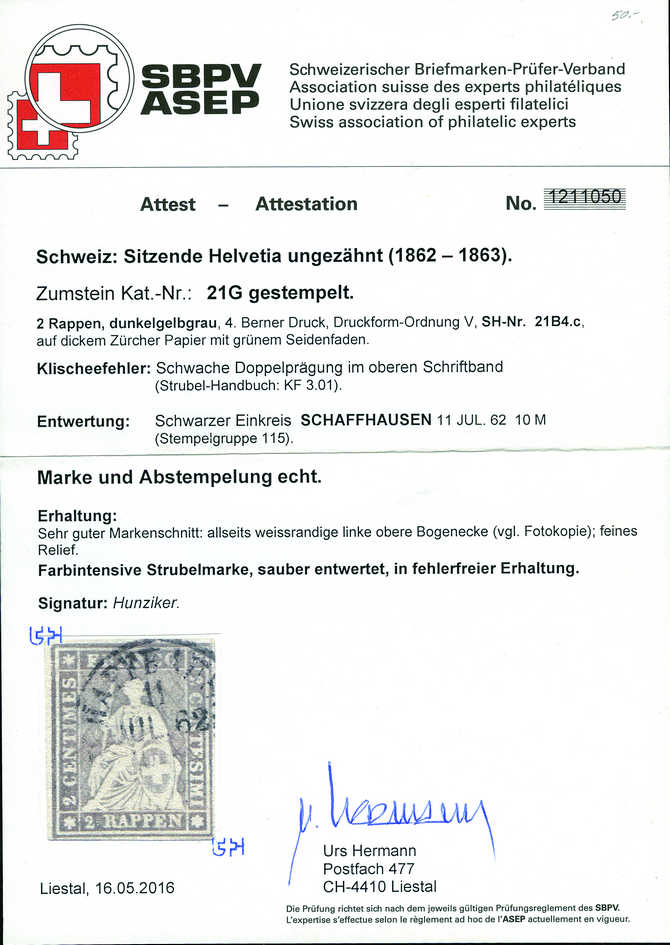 50.-
SBPV
ASEP
Schweizerischer Briefmarken-Prüfer-Verband
Association suisse des experts philatéliques
Unione svizzera degli esperti filatelici
Swiss association of philatelic experts
Attest – Attestation
No. 1211050
Schweiz: Sitzende Helvetia ungezähnt (1862 – 1863).
Zumstein Kat.-Nr.: 21G gestempelt.
2 Rappen, dunkelgelbgrau, 4. Berner Druck, Druckform-Ordnung V, SH-Nr. 21B4.c,
auf dickem Zürcher Papier mit grünem Seidenfaden.
Klischeefehler: Schwache Doppelprägung im oberen Schriftband
(Strubel-Handbuch: KF 3.01).
Entwertung: Schwarzer Einkreis SCHAFFHAUSEN 11 JUL. 62 10 M
(Stempelgruppe 115).
Marke und Abstempelung echt.
Erhaltung:
Sehr guter Markenschnitt: allseits weissrandige linke obere Bogenecke (vgl. Fotokopie); feines
Relief.
Farbintensive Strubelmarke, sauber entwertet, in fehlerfreier Erhaltung.
Signatur: Hunziker.
11
JUL 62
2 CENTIMES
2 RAPPEN
Urs Hermann
Postfach 477
CH-4410 Liestal
Liestal, 16.05.2016
Die Prüfung richtet sich nach dem jeweils gültigen Prüfungsreglement des SBPV.
L'expertise s'effectue selon le règlement ad hoc de l'ASEP actuellement en vigueur.